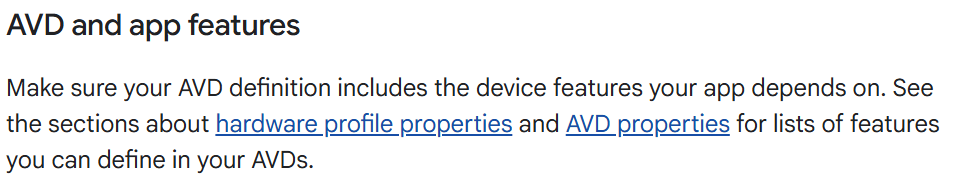 AVD and app features
Make sure your AVD definition includes the device features your app depends on. See
the sections about hardware profile properties and AVD properties for lists of features
you can define in your AVDs.